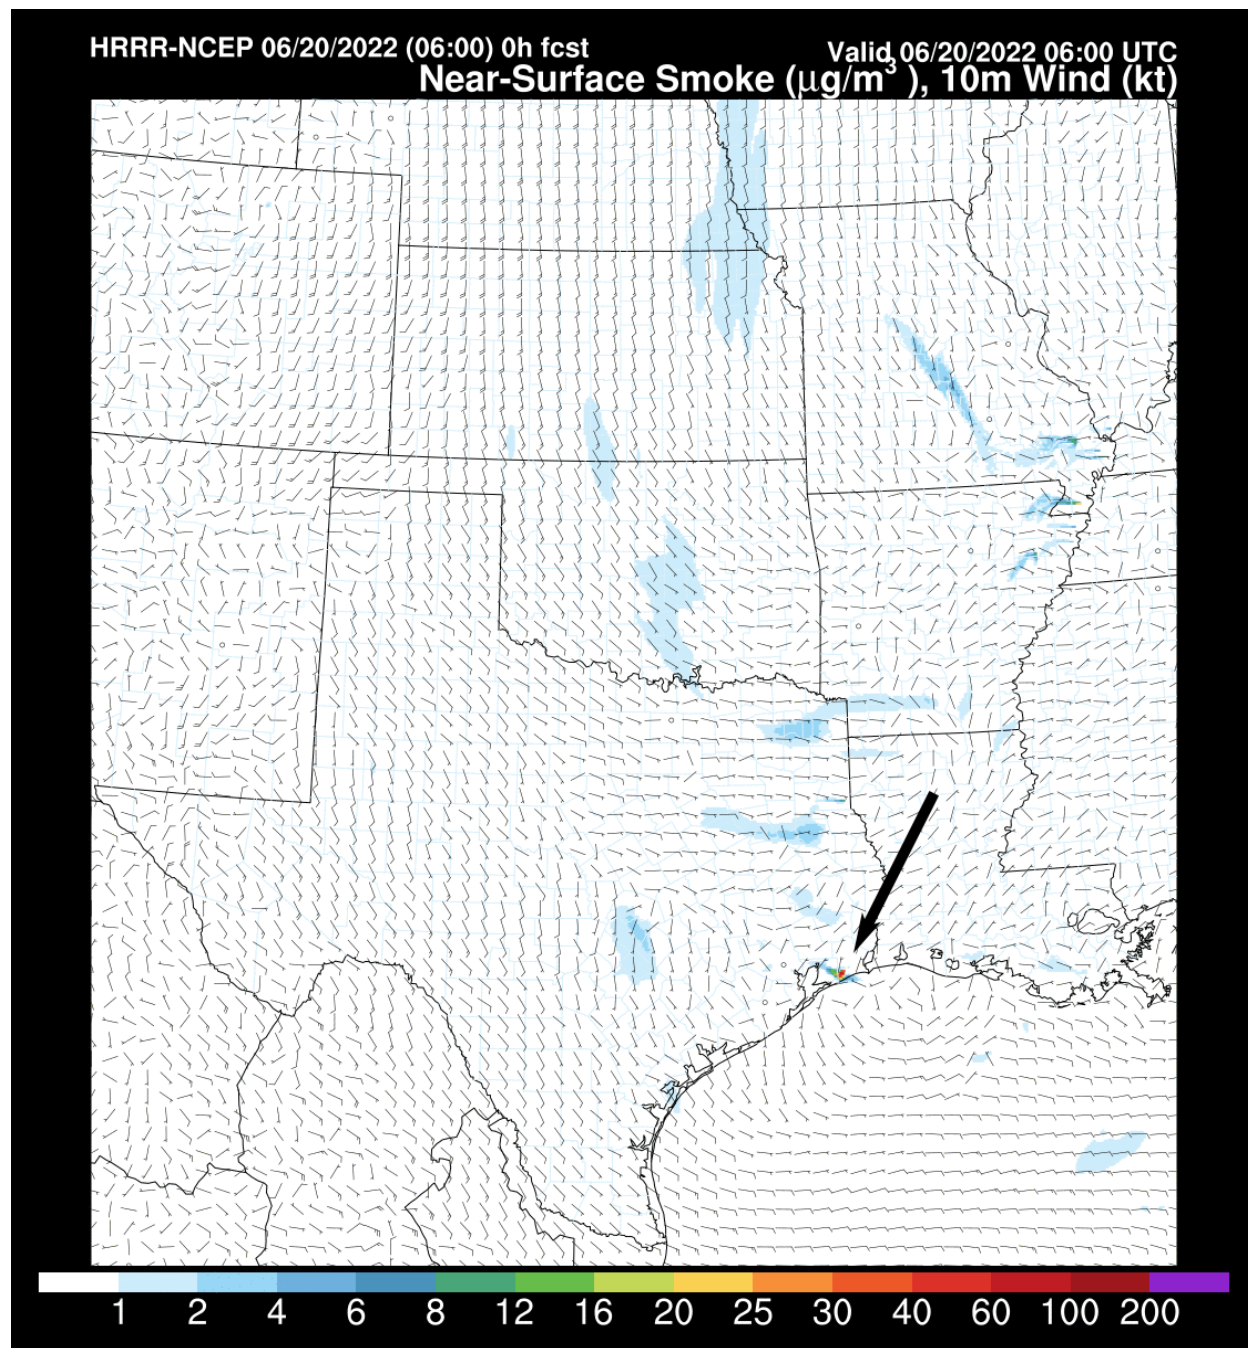 HRRR-NCEP 06/20/2022 (06:00) 0h fcst
Valid 06/20/2022 06:00 UTC
Near-Surface Smoke (μg/m³ ), 10m Wind (kt)
1 2 4 6 8 12 16 20 25 30 40 60 100 200